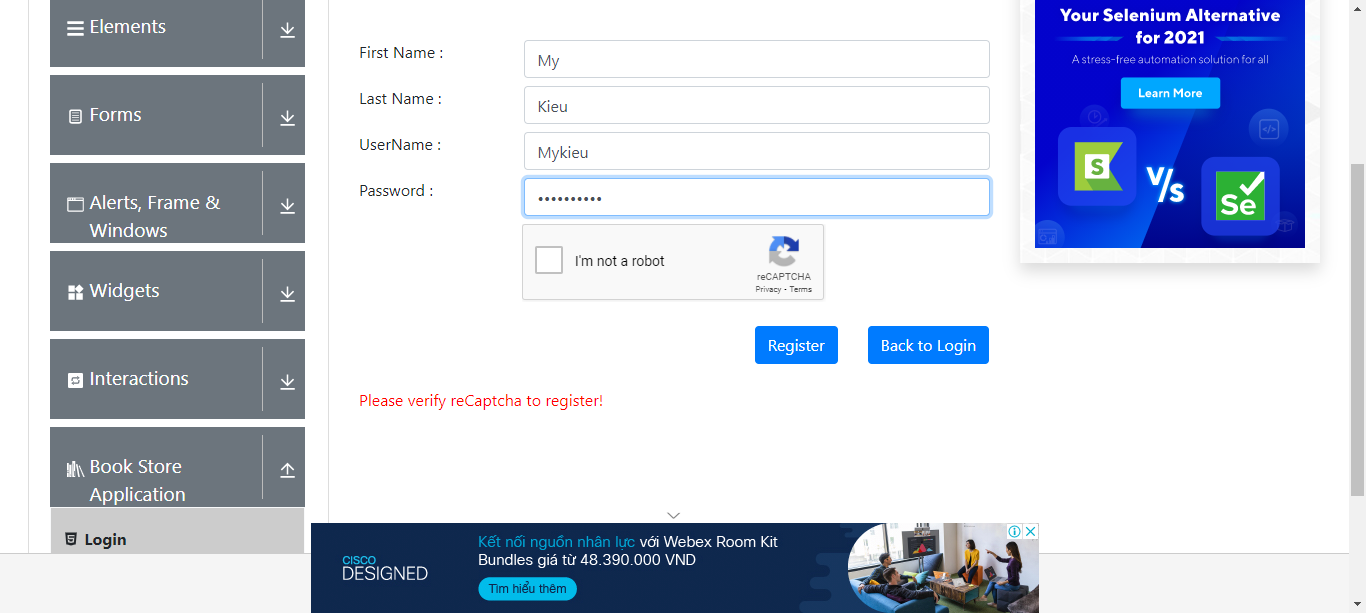 Elements
Forms
Alerts, Frame &
Windows
Widgets
Interactions
Book Store
Application
Login
First Name :
My
Last Name :
Kieu
UserName :
Mykieu
Password :
••••••••••
I'm not a robot
reCAPTCHA
Privacy - Terms
Register
Back to Login
Please verify reCaptcha to register!
Your Selenium Alternative
for 2021
A stress-free automation solution for all
Learn More
S
V/s
Se
CISCO
DESIGNED
Kết nối nguồn nhân lực với Webex Room Kit
Bundles giá từ 48.390.000 VND
Tìm hiểu thêm